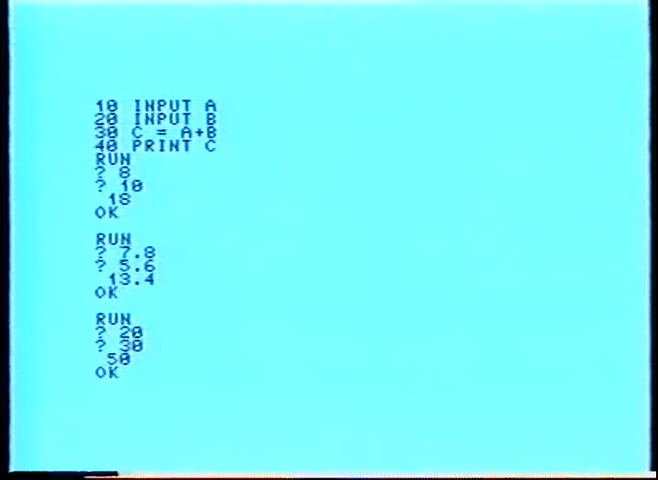 10 INPUT A
20 INPUT B
30 C = A+B
40 PRINT C
RUN
? 8
? 10
18
OK
RUN
? 7.8
? 5.6
13.4
OK
RUN
? 20
? 30
50
OK